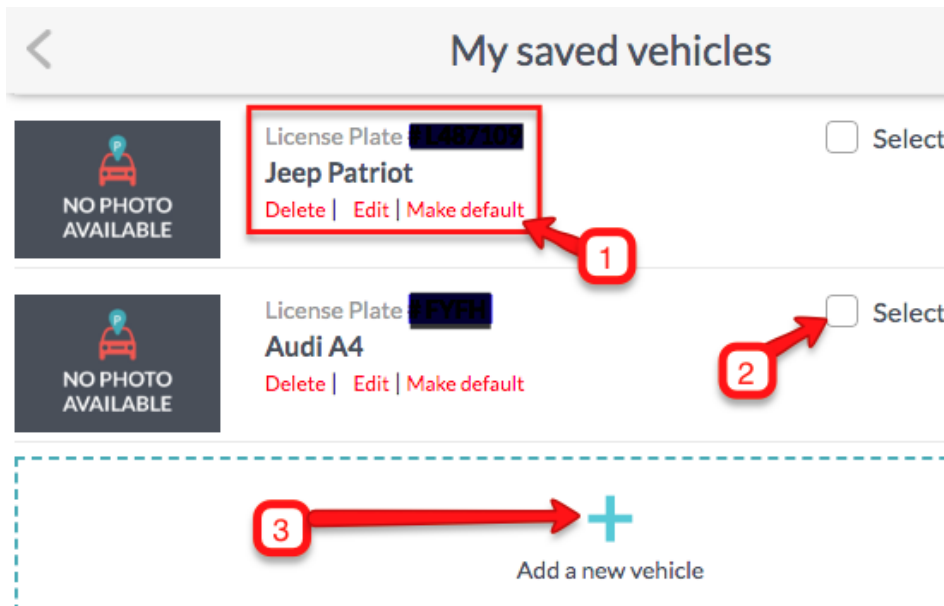 My saved vehicles
NO PHOTO
AVAILABLE
License Plate
Jeep Patriot
Delete | Edit | Make default
Select
1
NO PHOTO
AVAILABLE
License Plate
Audi A4
Delete | Edit | Make default
Select
2
3
Add a new vehicle